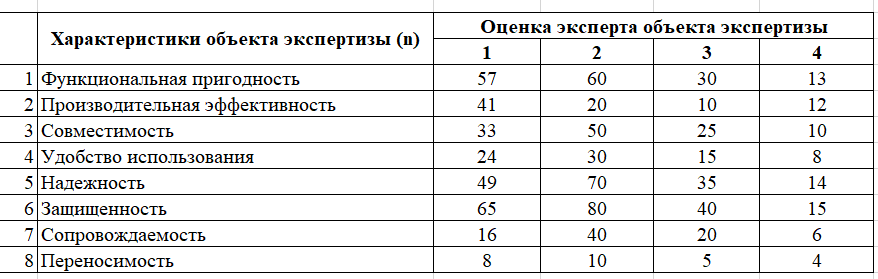 Характеристики объекта экспертизы (n) Оценка эксперта объекта экспертизы
1 2 3 4
1 Функциональная пригодность 57 60 30 13
2 Производительная эффективность 41 20 10 12
3 Совместимость 33 50 25 10
4 Удобство использования 24 30 15 8
5 Надежность 49 70 35 14
6 Защищенность 65 80 40 15
7 Сопровождаемость 16 40 20 6
8 Переносимость 8 10 5 4